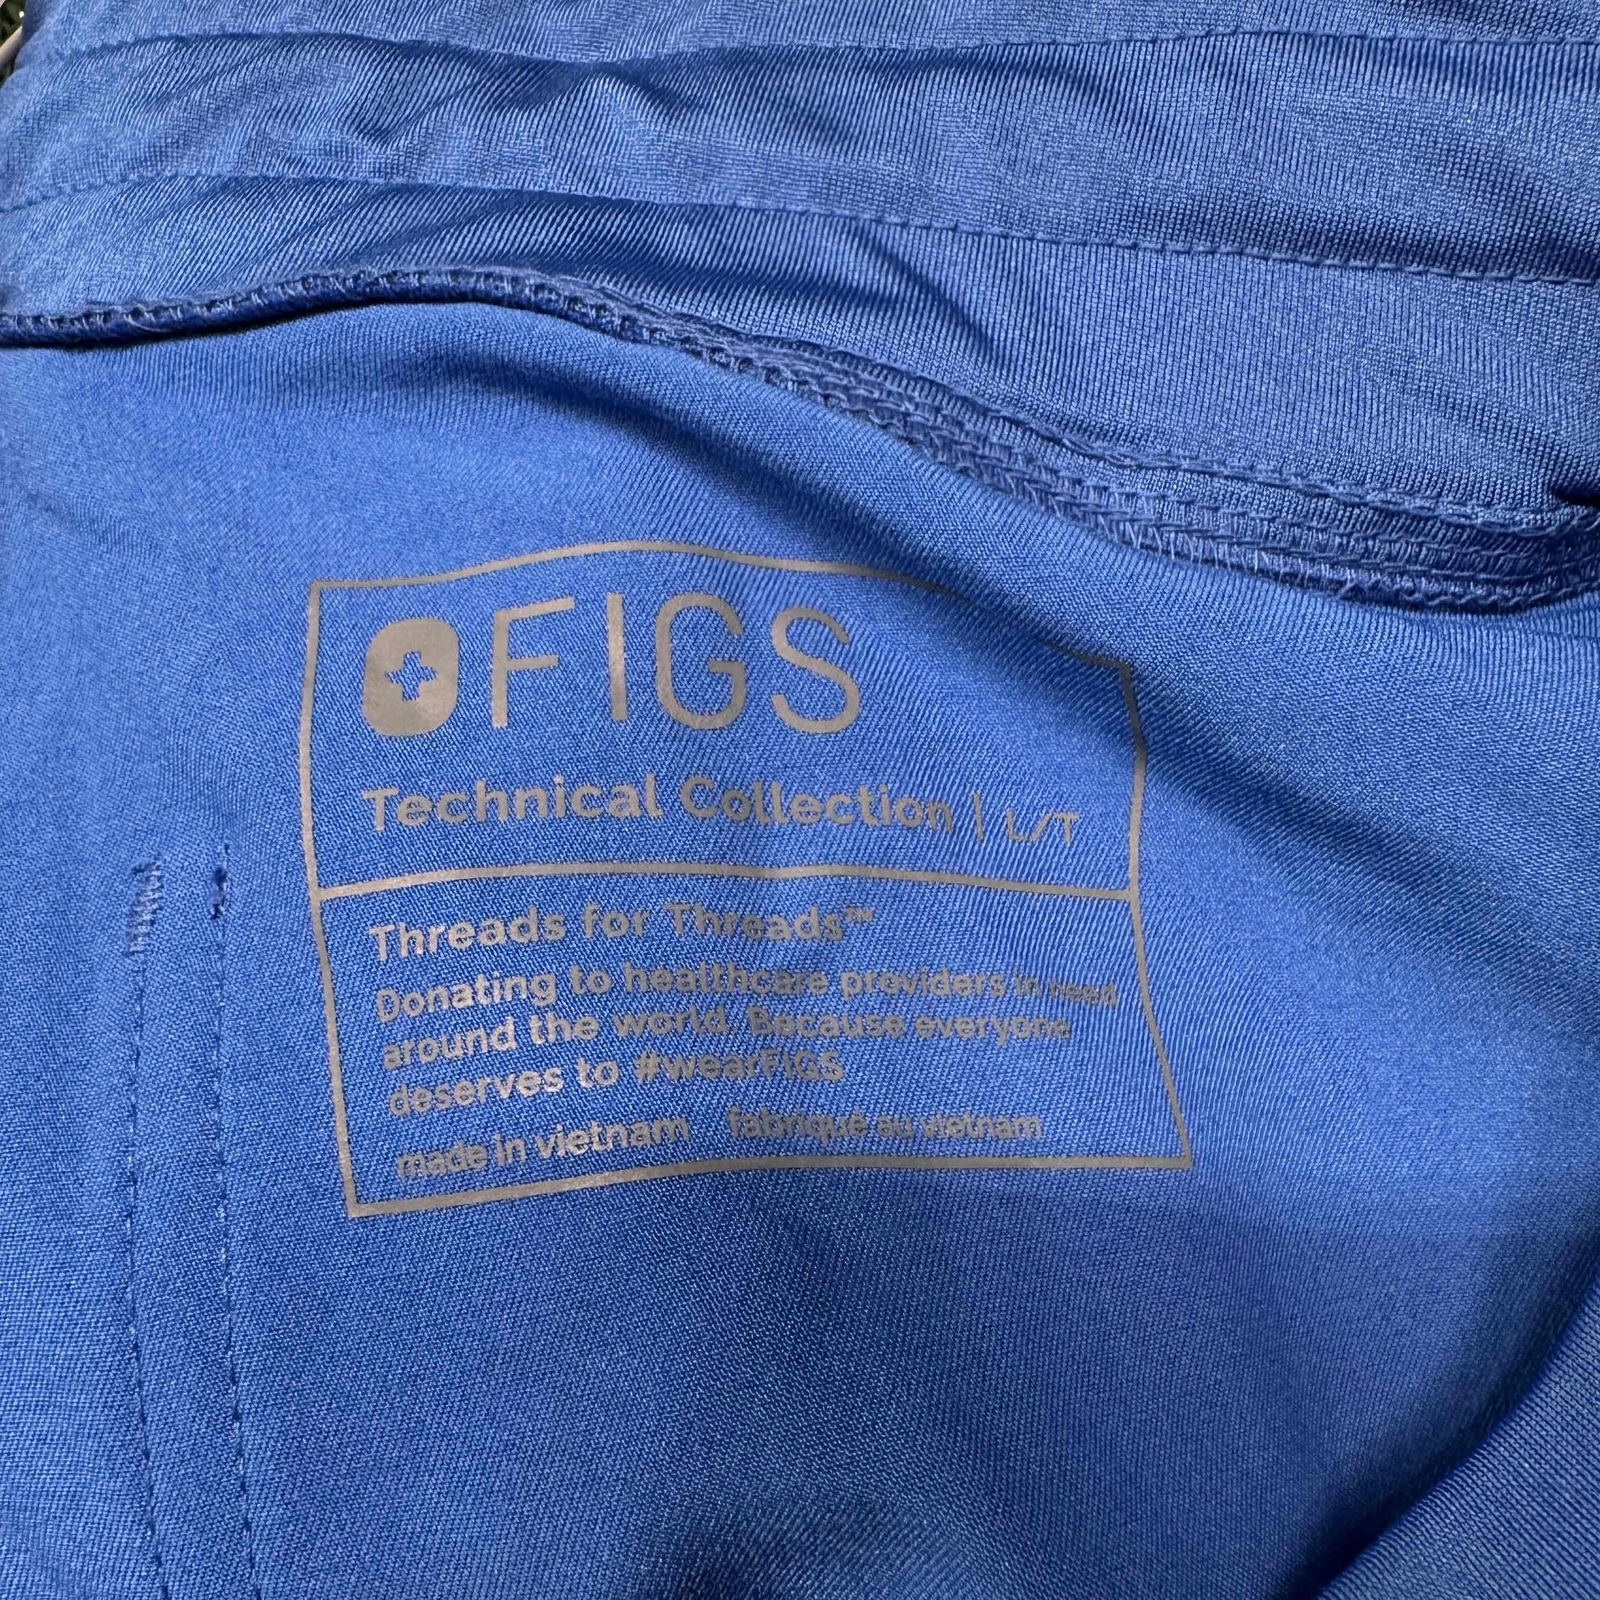 FIGS
Technical Collection | L/T
Threads for Threads™
Donating to healthcare providers in need
around the world. Because everyone
deserves to #wearFIGS
made in vietnam fabriqué au vietnam